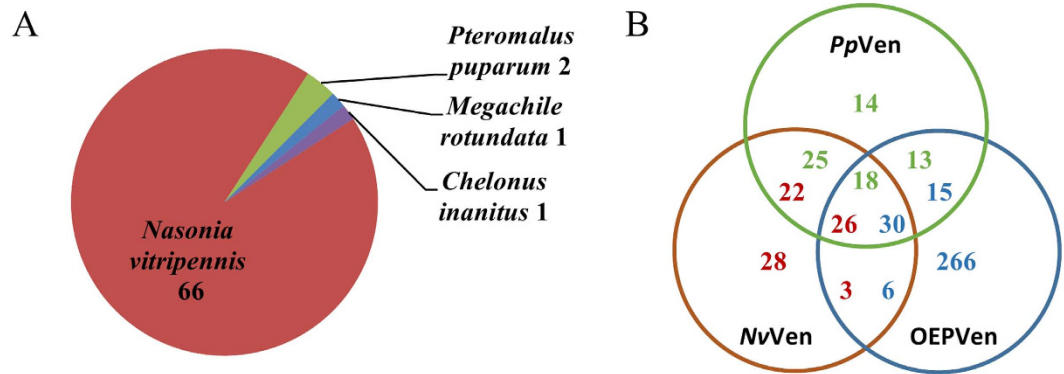 A
Pteromalus
puparum 2
Megachile
rotundata 1
Chelonus
inanitus 1
Nasonia
vitripennis
66
B
PpVen
14
25
13
18
22
15
26
30
28
266
3
6
NvVen
OEPVen